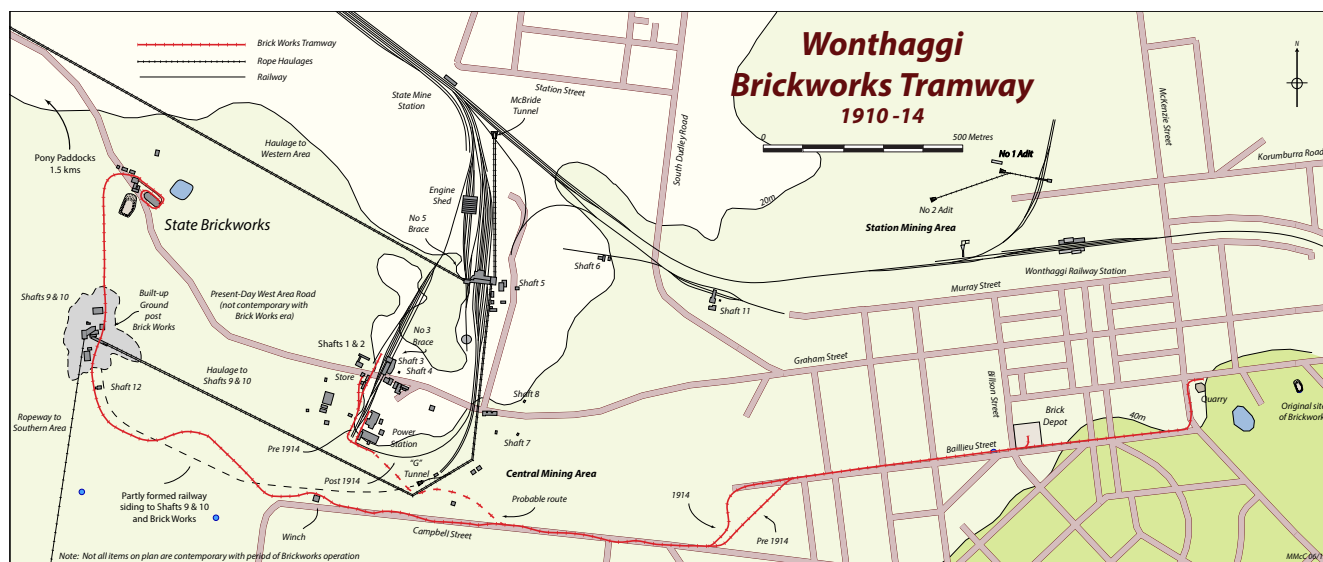 Wonthaggi
Brickworks Tramway
1910 -14
Brick Works Tramway
Rope Haulages
Railway
0
500 Metres
N
Station Street
State Mine
Station
McBride
Tunnel
South Dudley Road
McKenzie Street
Korumburra Road
No 1 Adit
No 2 Adit
Station Mining Area
20m
Haulage to
Western Area
Pony Paddocks
1.5 kms
Engine
Shed
No 5
Brace
State Brickworks
Shaft 6
Shaft 5
Wonthaggi Railway Station
Murray Street
Shaft 11
Shafts 9 & 10
Built-up
Ground
post
Brick Works
Present-Day West Area Road
(not contemporary with
Brick Works era)
No 3
Brace
Shafts 1 & 2
Shaft 3
Shaft 4
Store
Graham Street
Haulage to
Shafts 9 & 10
Shaft 12
Shaft 8
Billson Street
Quarry
Original site
of Brickwork
Ropeway to
Southern Area
Brick
Depot
40m
Power
Station
Shaft 7
Pre 1914
Baillieu Street
"G"
Tunnel
Post 1914
Central Mining Area
Partly formed railway
siding to Shafts 9 & 10
and Brick Works
Probable route
1914
Winch
Campbell Street
Pre 1914
Note: Not all items on plan are contemporary with period of Brickworks operation
MMcC 06/1